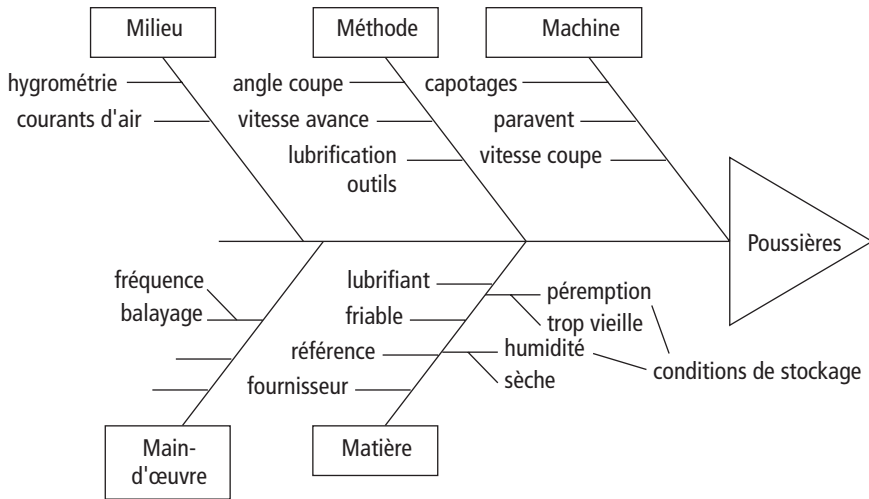 Milieu
Méthode
Machine
hygrométrie
courants d'air
angle coupe
vitesse avance
lubrification
outils
capotages
paravent
vitesse coupe
Poussières
fréquence
balayage
lubrifiant
friable
référence
fournisseur
péremption
trop vieille
humidité
sèche
conditions de stockage
Main-
d'œuvre
Matière